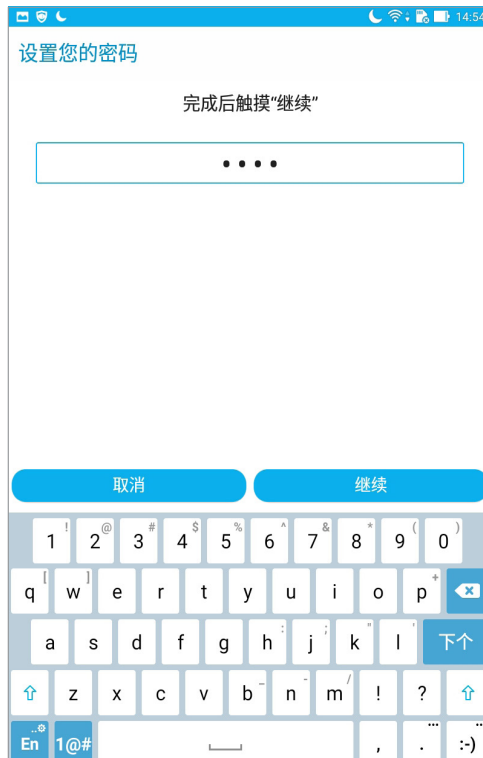 14:54
设置您的密码
完成后触摸“继续”
••••
取消 继续
! @ # $ % ^ & * ( )
1 2 3 4 5 6 7 8 9 0
[ ] +
q w e r t y u i o p
: ; " '
a s d f g h j k l 下个
_ - /
z x c v b n m ! ?
En 1@# , . :-)